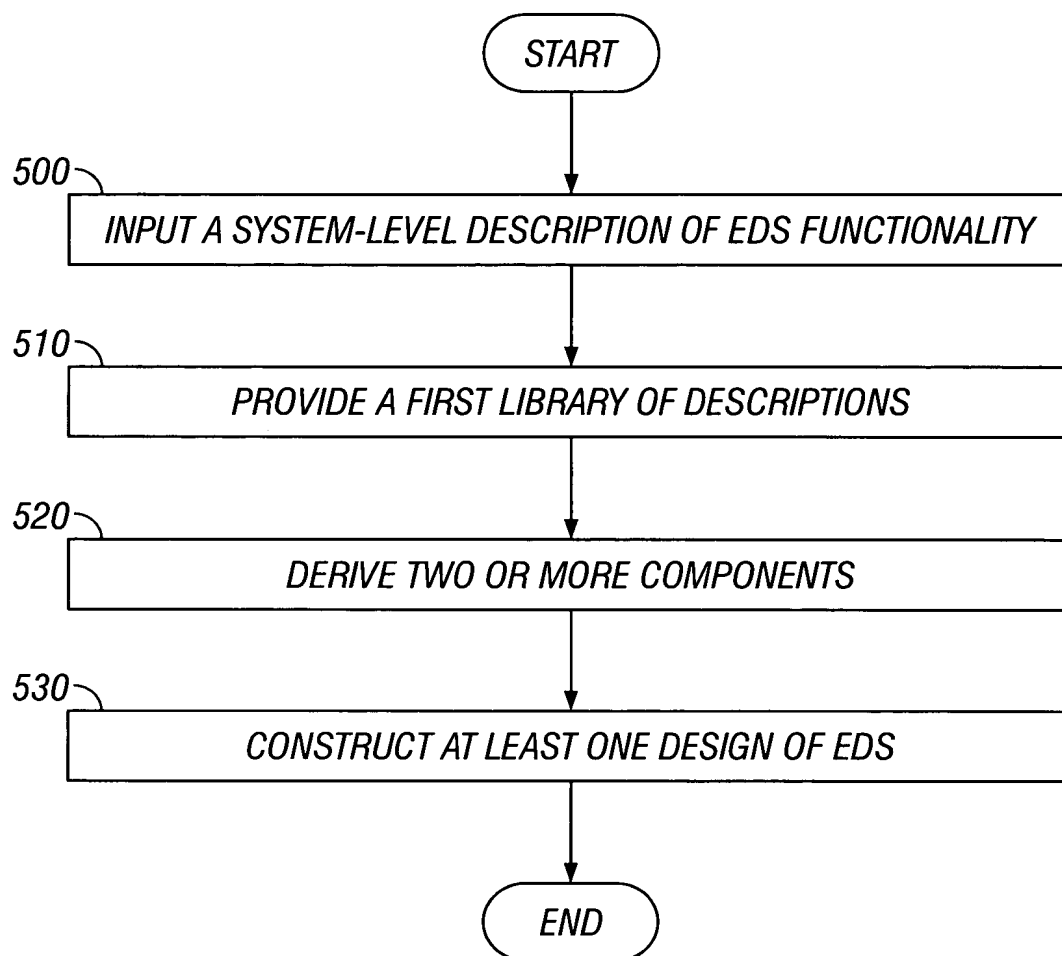 START
500
INPUT A SYSTEM-LEVEL DESCRIPTION OF EDS FUNCTIONALITY
510
PROVIDE A FIRST LIBRARY OF DESCRIPTIONS
520
DERIVE TWO OR MORE COMPONENTS
530
CONSTRUCT AT LEAST ONE DESIGN OF EDS
END